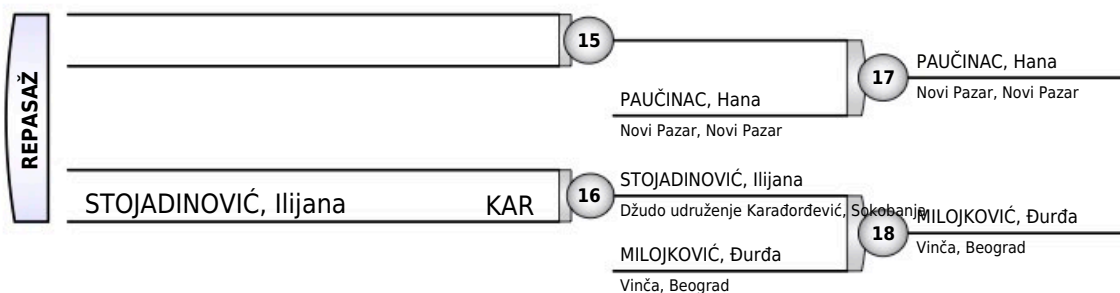 REPASAŽ
15
PAUČINAC, Hana
Novi Pazar, Novi Pazar
17
PAUČINAC, Hana
Novi Pazar, Novi Pazar
STOJADINOVIĆ, Ilijana KAR
16
STOJADINOVIĆ, Ilijana
Džudo udruženje Karađorđević, Sokobanja
MILOJKOVIĆ, Đurđa
Vinča, Beograd
18
MILOJKOVIĆ, Đurđa
Vinča, Beograd